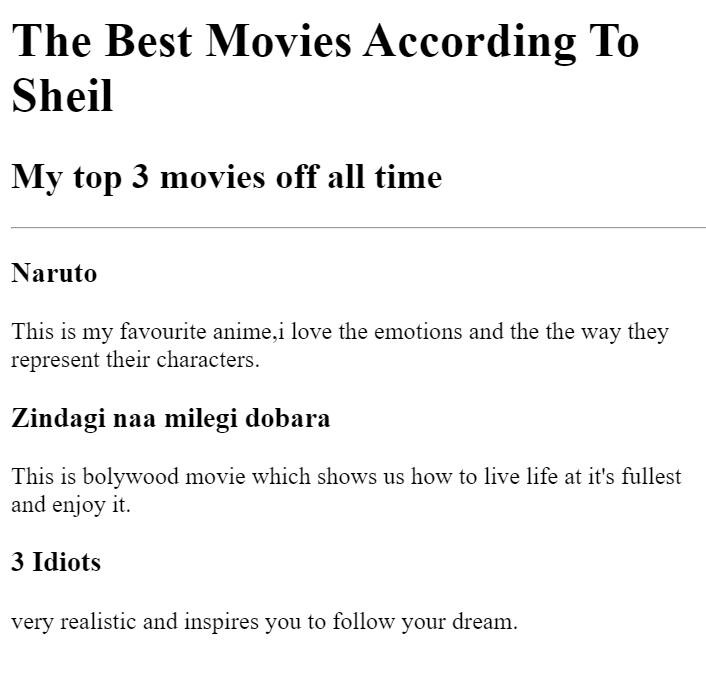 The Best Movies According To
Sheil
My top 3 movies off all time
Naruto
This is my favourite anime,i love the emotions and the the way they
represent their characters.
Zindagi naa milegi dobara
This is bolywood movie which shows us how to live life at it's fullest
and enjoy it.
3 Idiots
very realistic and inspires you to follow your dream.